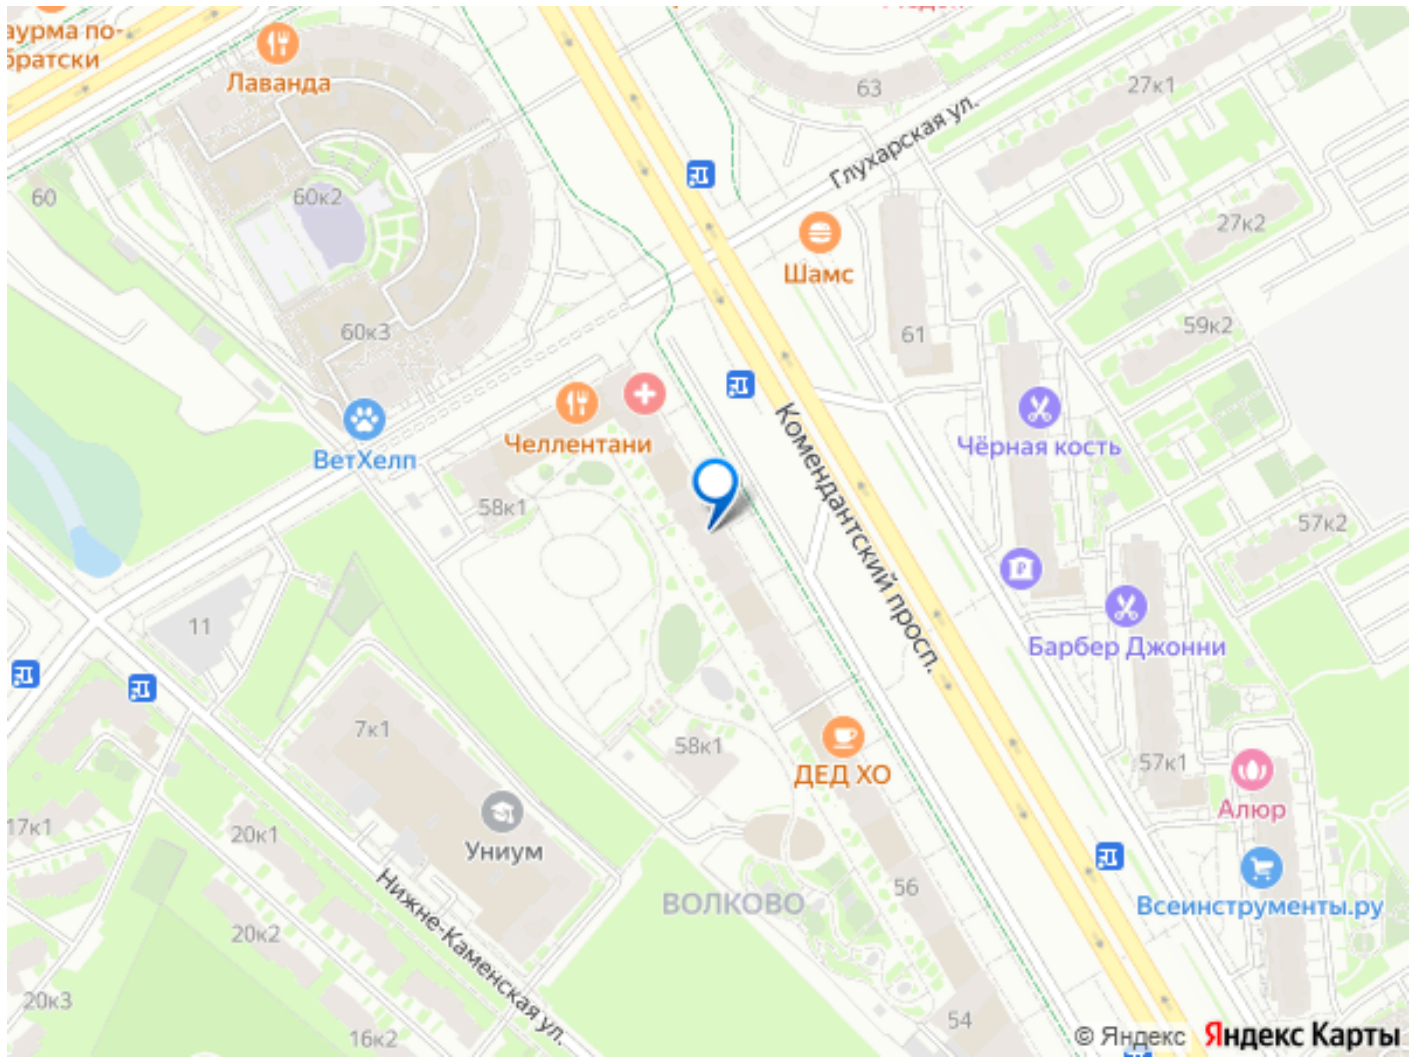 аурма по-
братски
Лаванда
63
27к1
Глухарская ул.
60
60к2
27к2
Шамс
60к3
61
59к2
Челлентани
Чёрная кость
ВетХелп
58к1
Комендантский просп.
57к2
11
Барбер Джонни
7к1
58к1
57к1
ДЕД ХО
Алюр
17к1
20к1
Униум
56
ВОЛКОВО
Всеинструменты.ру
Нижне-Каменская ул.
20к2
20к3
16к2
54
© Яндекс Яндекс Карты